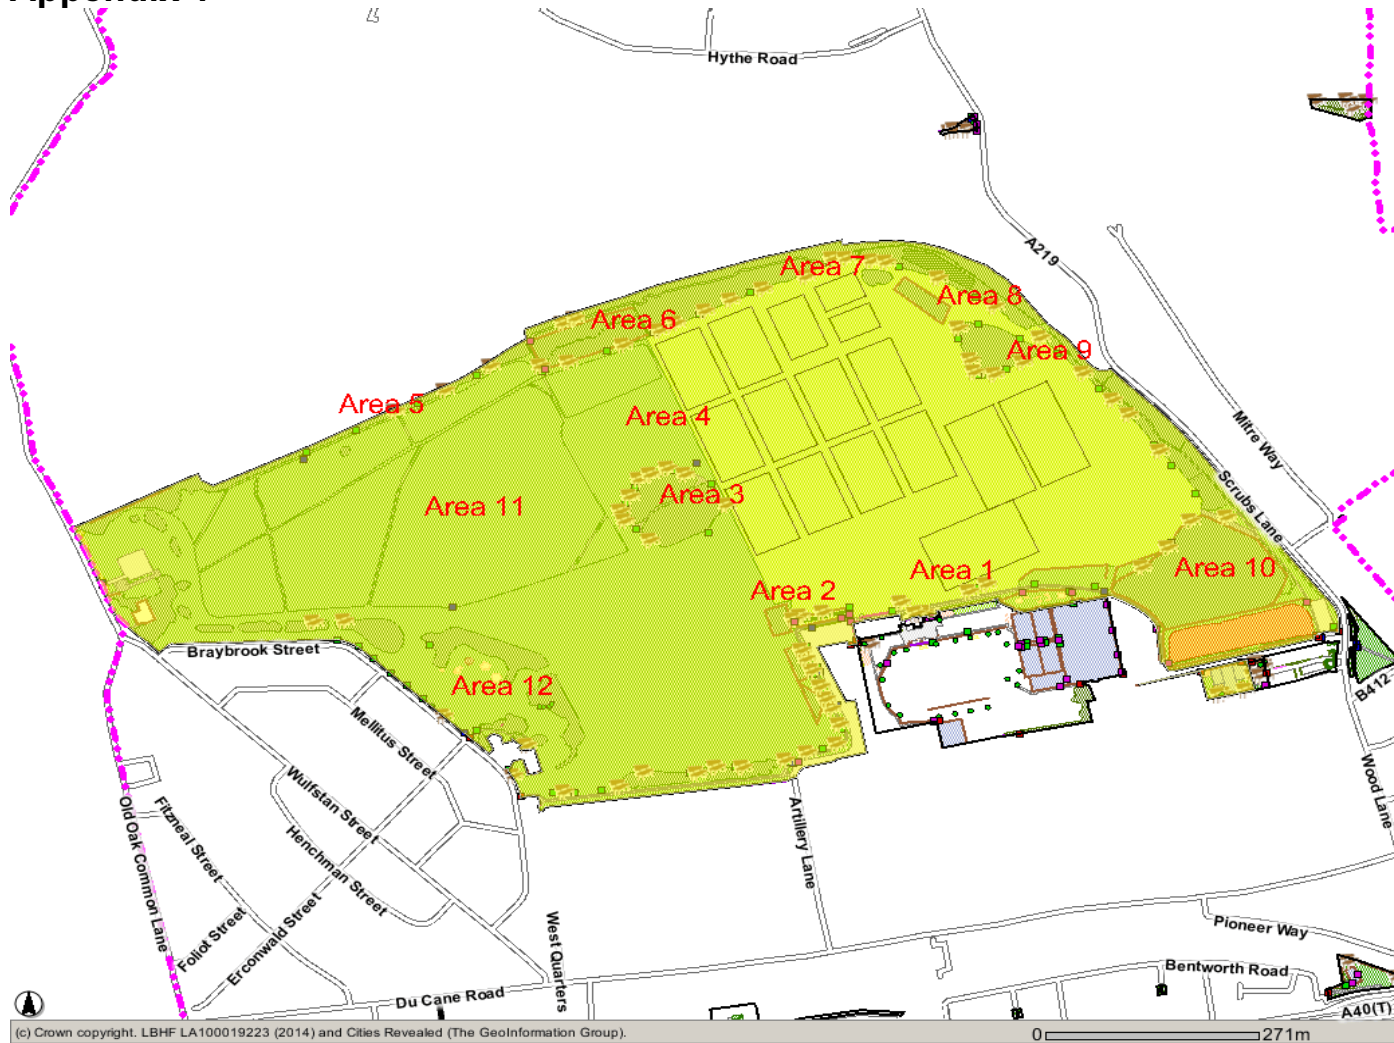 Appendix 1
Hythe Road
A219
Area 7
Area 8
Area 6
Area 9
Area 5
Area 4
Mitre Way
Area 3
Area 11
Scrubs Lane
Area 10
Area 1
Area 2
Braybrook Street
Area 12
B412
Mellitus Street
Wulfstan Street
Wood Lane
Old Oak Common Lane
Fitzneal Street
Henchman Street
Artillery Lane
Foliot Street
Erconwald Street
West Quarters
Pioneer Way
Bentworth Road
Du Cane Road
A40(T)
(c) Crown copyright. LBHF LA100019223 (2014) and Cities Revealed (The GeoInformation Group).
0 271m